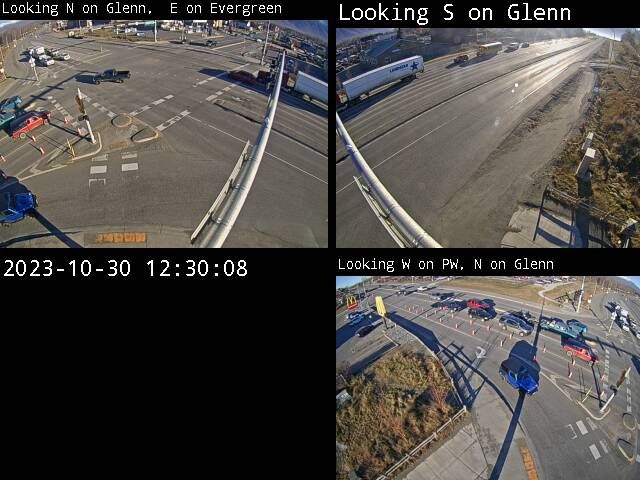 Looking N on Glenn, E on Evergreen
Looking S on Glenn
2023-10-30 12:30:08
Looking W on PW, N on Glenn